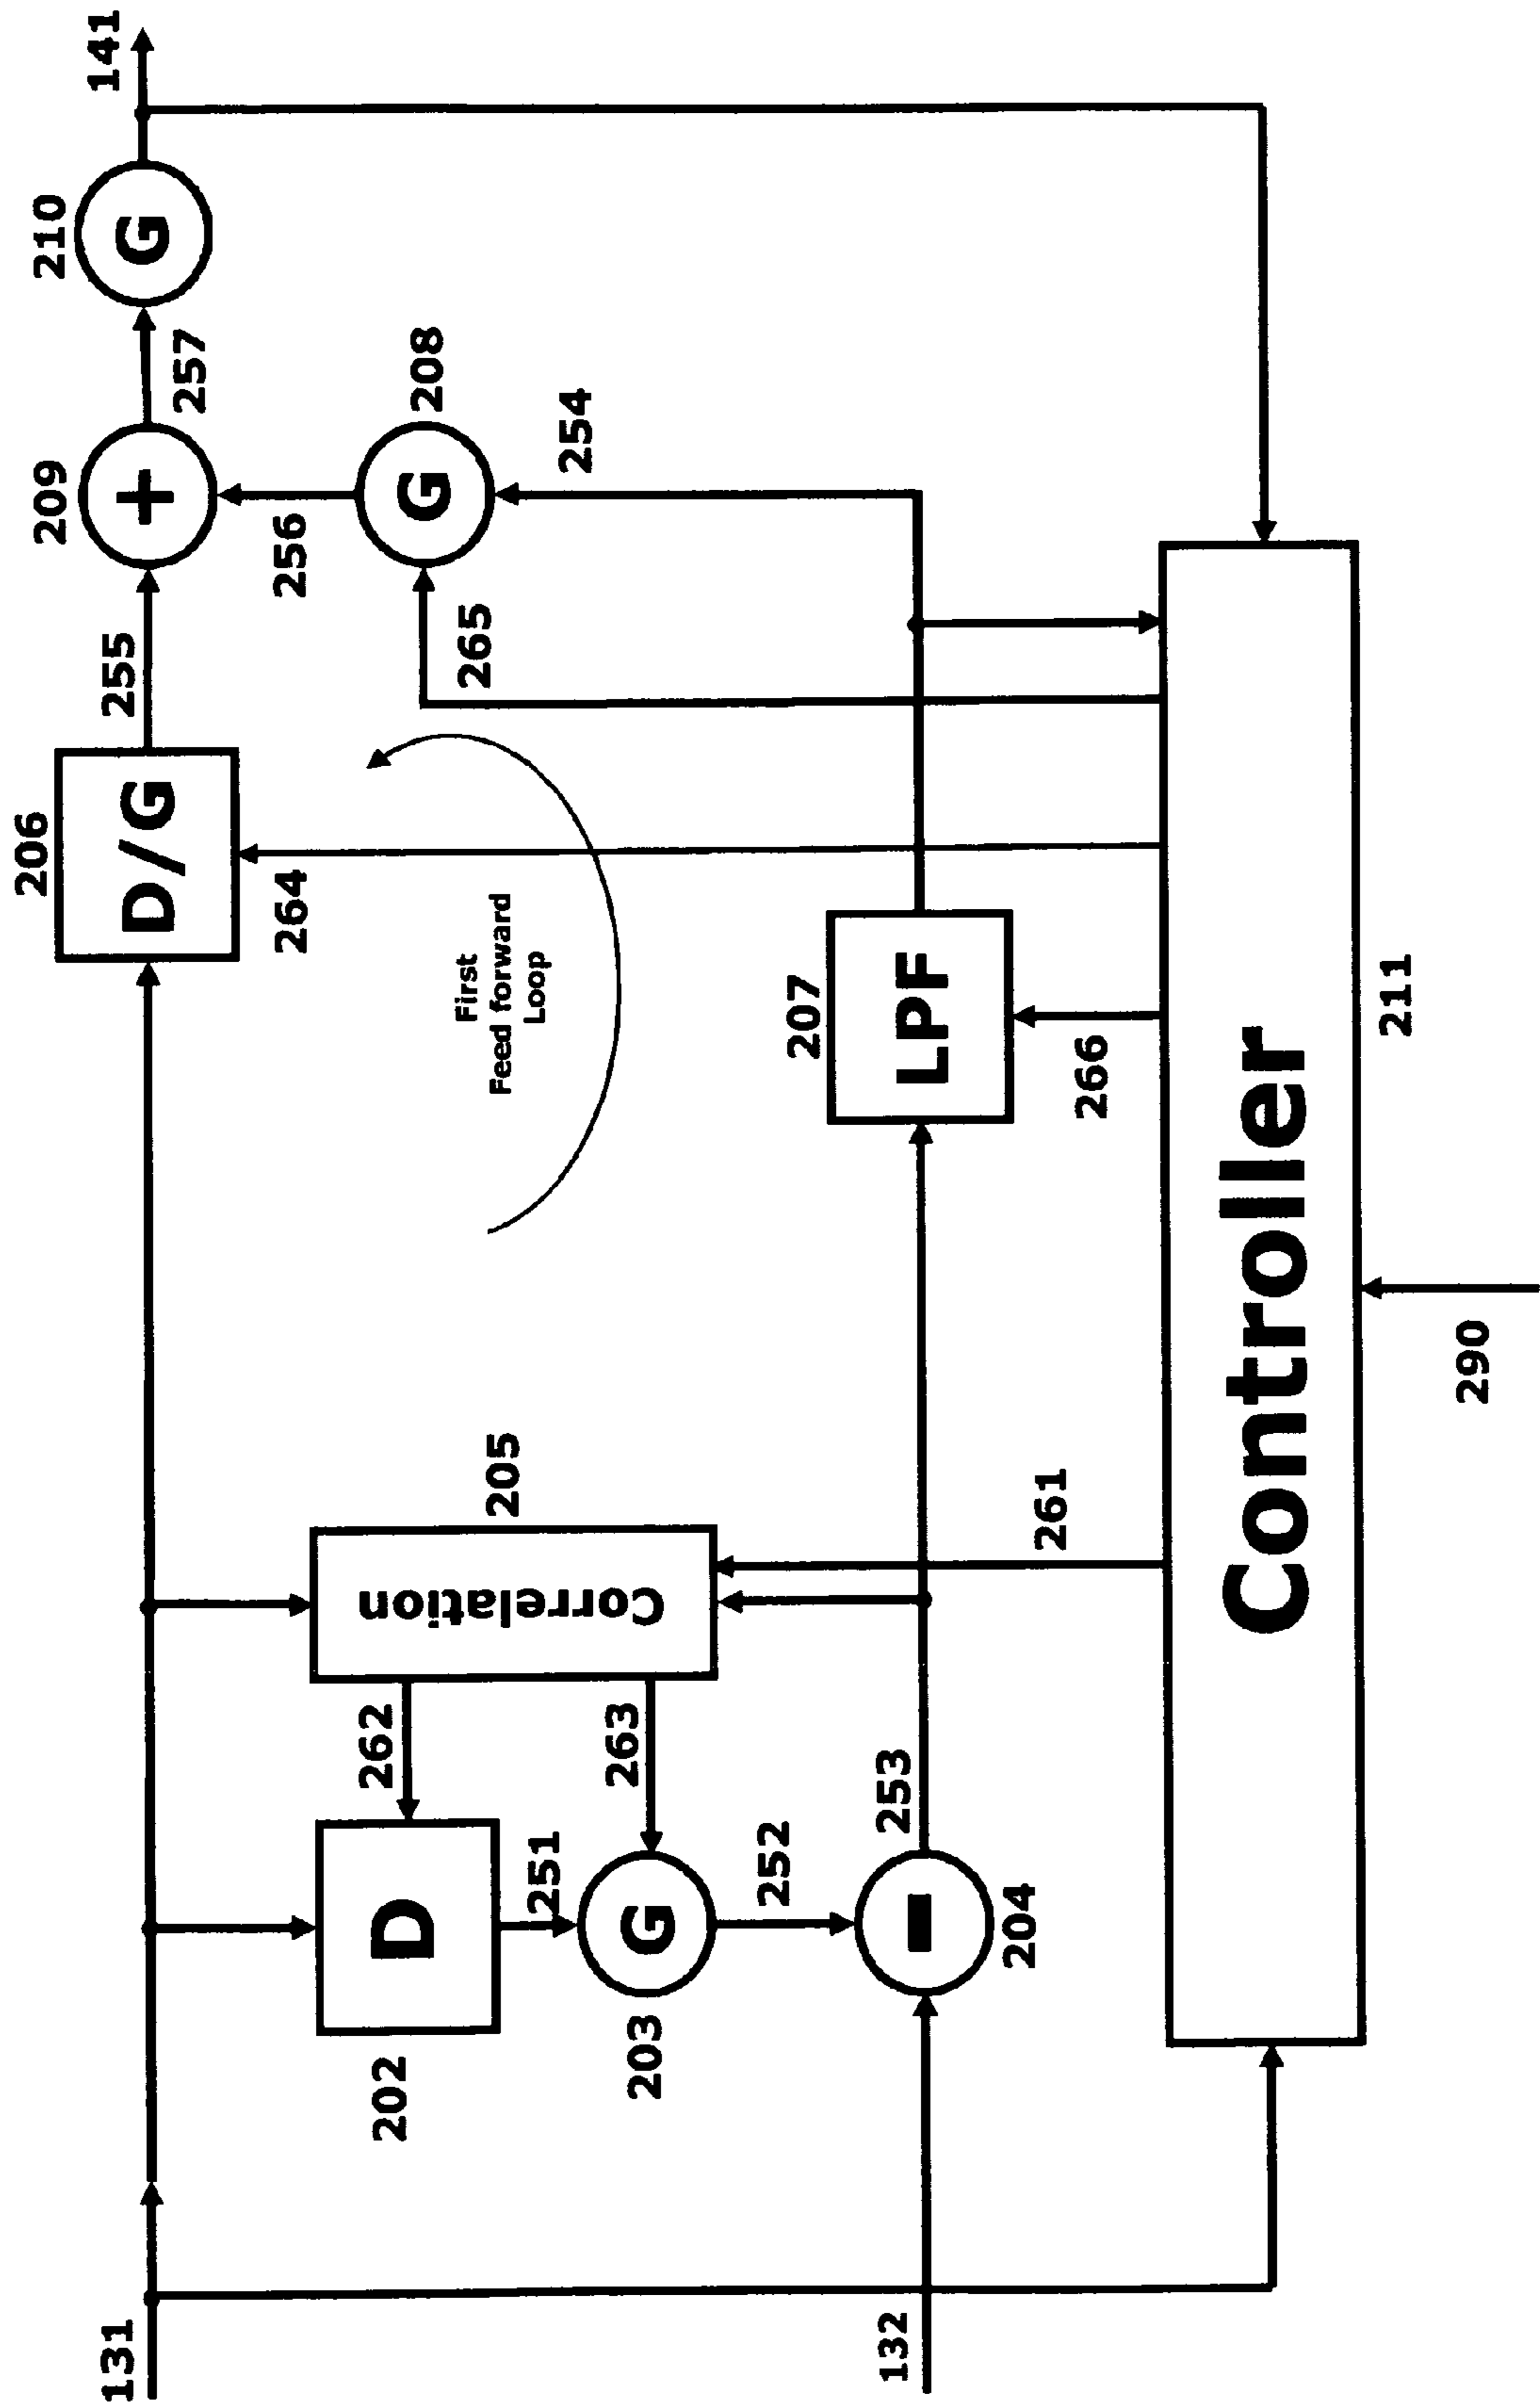 131
132
141
202
D
251
203
G
252
204
−
253
262
263
205
Correlation
261
First
Feed forward
Loop
206
D/G
264
255
207
LPF
266
254
265
208
G
256
209
+
257
210
G
Controller
211
290